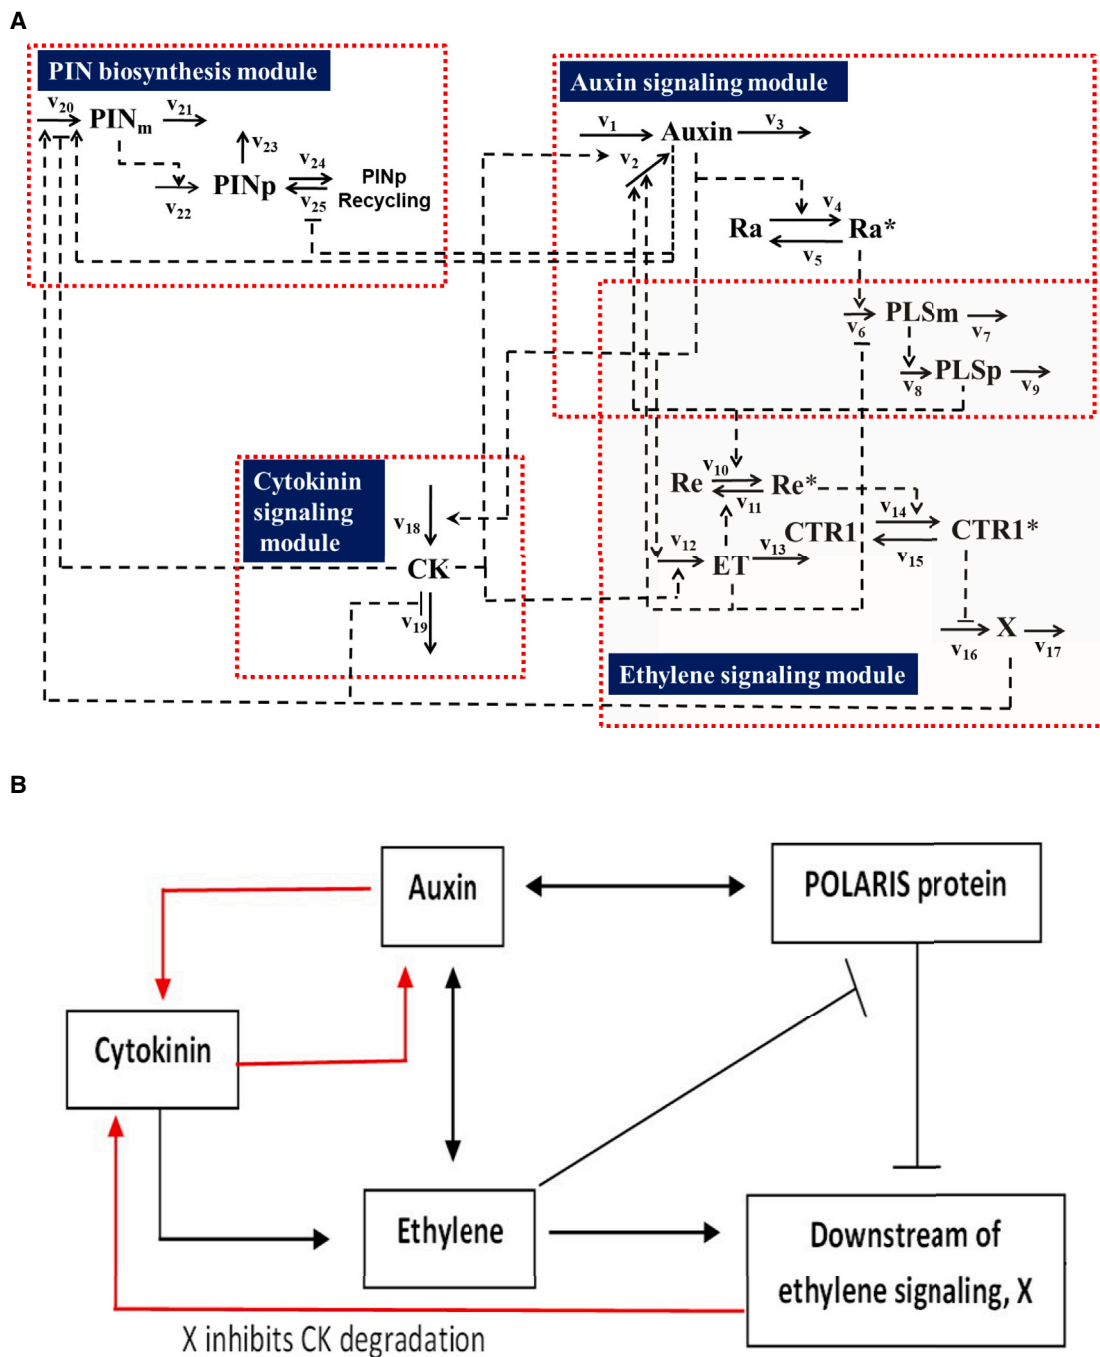 A
PIN biosynthesis module
Auxin signaling module
v20
PINm
v21
v1
Auxin
v3
v2
v23
v24
PINp
PINp
Recycling
v22
v25
v4
Ra
Ra*
v5
PLSm
v6
v7
PLSp
v8
v9
Cytokinin
signaling
module
v10
Re
Re*
v11
v14
CTR1
CTR1*
v15
v18
v12
v13
CK
ET
v19
X
v16
v17
Ethylene signaling module
B
Auxin
POLARIS protein
Cytokinin
Ethylene
Downstream of
ethylene signaling, X
X inhibits CK degradation